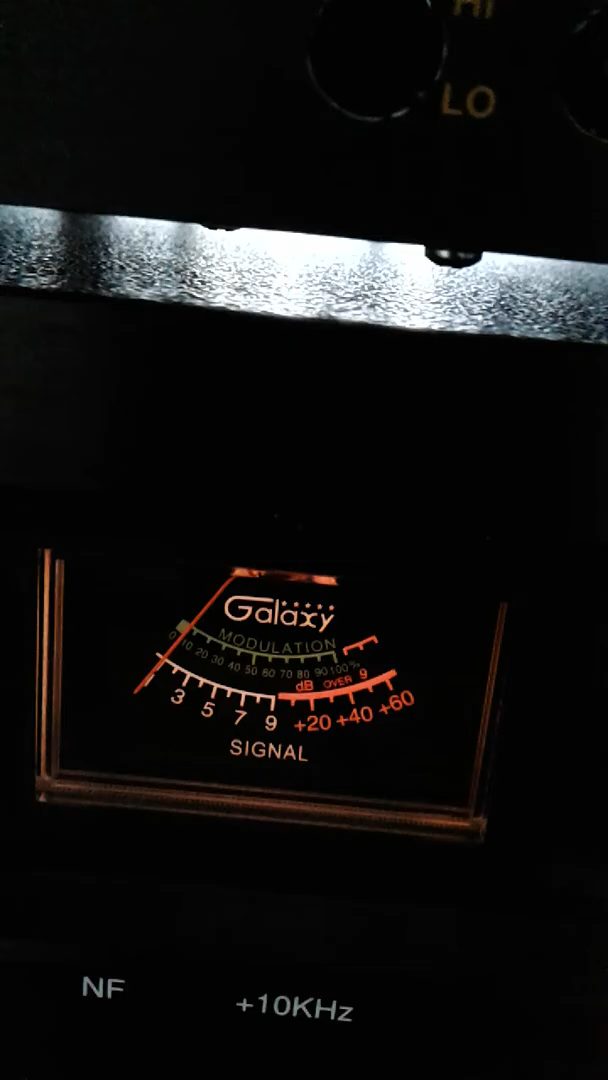 HI
LO
Galaxy
MODULATION
0 10 20 30 40 50 60 70 80 90 100 %
dB OVER 9
3 5 7 9 +20 +40 +60
SIGNAL
NF +10KHz